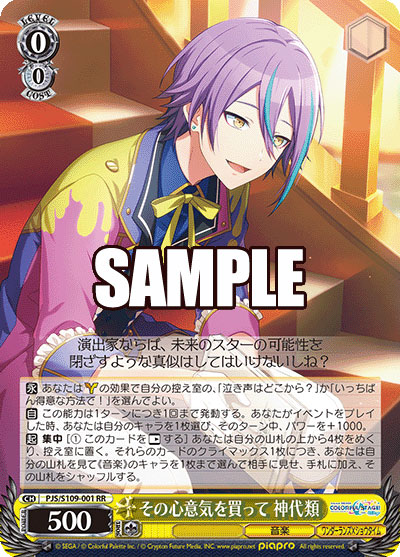 LEVEL
0
0
COST
SAMPLE
演出家ならば、未来のスターの可能性を
閉ざすような真似はしてはいけないしね?
永 あなたはの効果で自分の控え室の、「泣き声はどこから?」か「いっちば
ん得意な方法で!」を選んでよい。
自 この能力は1ターンにつき1回まで発動する。あなたがイベントをプレイ
した時、あなたは自分のキャラを1枚選び、そのターン中、パワーを+1000。
起 集中 [① このカードをする] あなたは自分の山札の上から4枚をめく
り、控え室に置く。それらのカードのクライマックス1枚につき、あなたは自分
の山札を見て《音楽》のキャラを1枚まで選んで相手に見せ、手札に加え、そ
の山札をシャッフルする。
PJS/S109-001 RR
その心意気を買って 神代類
COLORFUL STAGE!
500
音楽
ワンダーランズ×ショウタイム
© SEGA / © Colorful Palette Inc. / © Crypton Future Media, INC. www.piapro.net piapro All rights reserved.